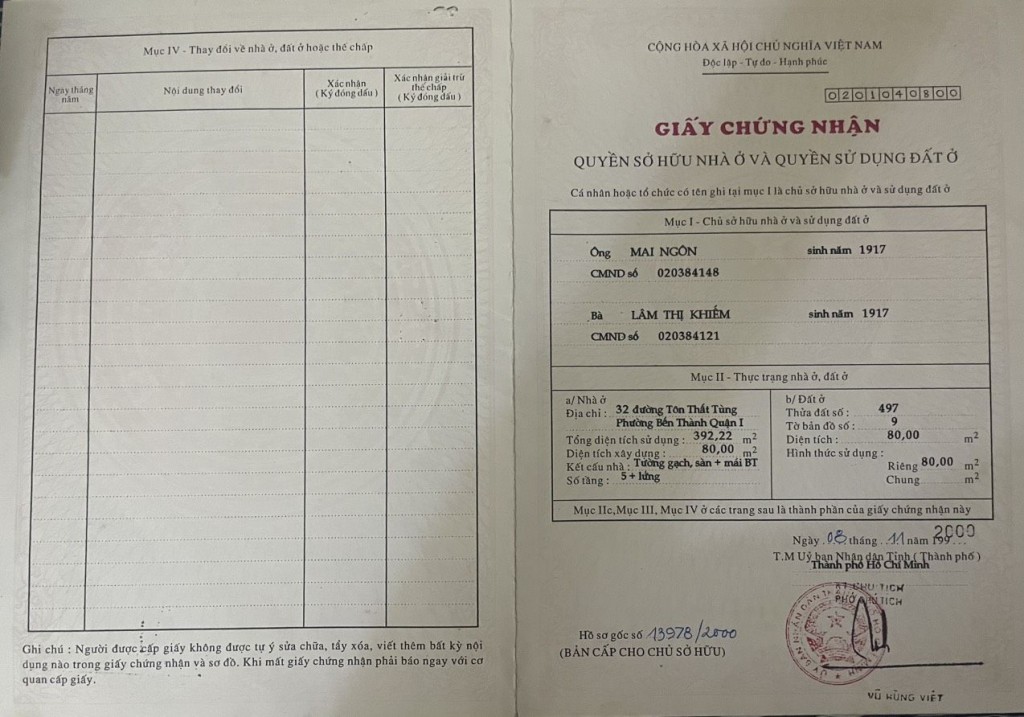 Mục IV - Thay đổi về nhà ở, đất ở hoặc thế chấp
Ngày tháng năm
Nội dung thay đổi
Xác nhận
( Ký đóng dấu )
Xác nhận giải trừ
thế chấp
( Ký đóng dấu )
Ghi chú : Người được cấp giấy không được tự ý sửa chữa, tẩy xóa, viết thêm bất kỳ nội
dung nào trong giấy chứng nhận và sơ đồ. Khi mất giấy chứng nhận phải báo ngay với cơ
quan cấp giấy.
CỘNG HÒA XÃ HỘI CHỦ NGHĨA VIỆT NAM
Độc lập - Tự do - Hạnh phúc
0201040800
GIẤY CHỨNG NHẬN
QUYỀN SỞ HỮU NHÀ Ở VÀ QUYỀN SỬ DỤNG ĐẤT Ở
Cá nhân hoặc tổ chức có tên ghi tại mục I là chủ sở hữu nhà ở và sử dụng đất ở
Mục I - Chủ sở hữu nhà ở và sử dụng đất ở
Ông MAI NGÔN sinh năm 1917
CMND số 020384148
Bà LÂM THỊ KHIẾM sinh năm 1917
CMND số 020384121
Mục II - Thực trạng nhà ở, đất ở
a/ Nhà ở
Địa chỉ : 32 đường Tôn Thất Tùng
Phường Bến Thành Quận I
Tổng diện tích sử dụng : 392,22 m2
Diện tích xây dựng : 80,00 m2
Kết cấu nhà : Tường gạch, sàn + mái BT
Số tầng : 5 + lửng
b/ Đất ở
Thửa đất số : 497
Tờ bản đồ số : 9
Diện tích : 80,00 m2
Hình thức sử dụng :
Riêng 80,00 m2
Chung m2
Mục IIc,Mục III, Mục IV ở các trang sau là thành phần của giấy chứng nhận này
Ngày 08 tháng 11 năm 199 2000
T.M Uỷ ban Nhân dân Tỉnh ( Thành phố )
Thành phố Hồ Chí Minh
KT CHỦ TỊCH
PHÓ CHỦ TỊCH
Hồ sơ gốc số 13978/2000
(BẢN CẤP CHO CHỦ SỞ HỮU)
VŨ HÙNG VIỆT